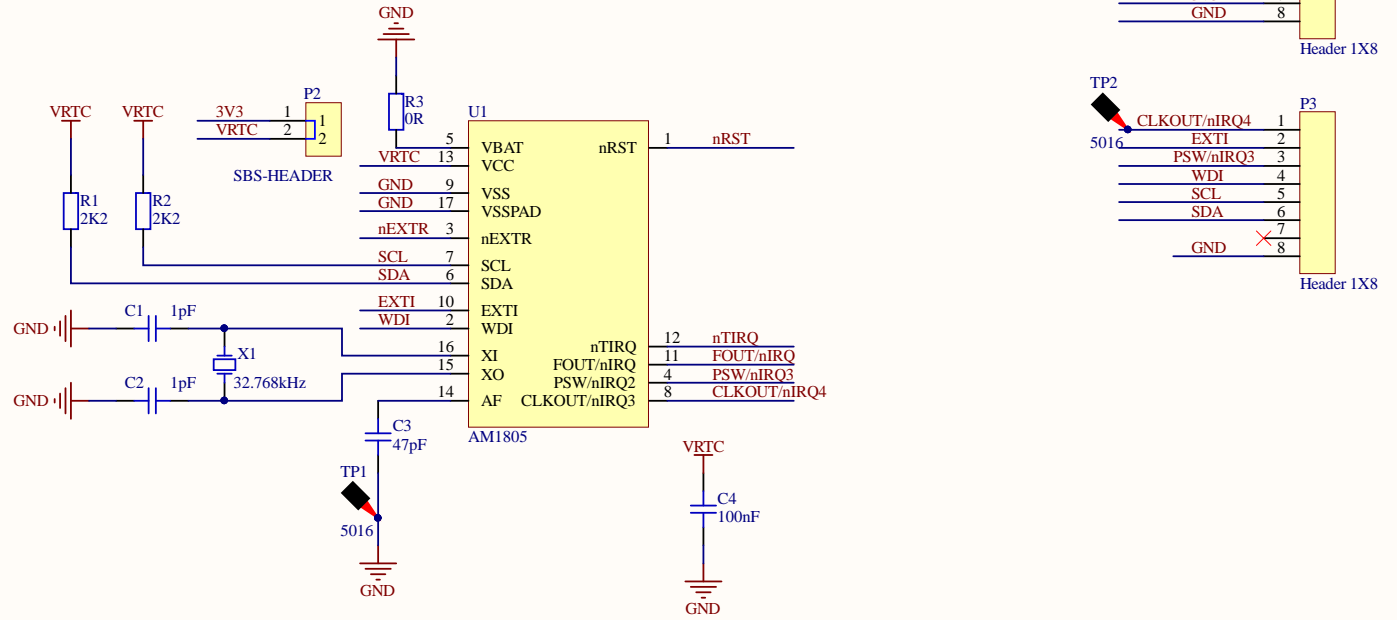 GND
8
Header 1X8
GND
R3
0R
P2
3V3
1
1
VRTC
2
2
SBS-HEADER
VRTC
VRTC
R1
2K2
R2
2K2
U1
5
VBAT
VRTC
13
VCC
GND
9
VSS
GND
17
VSSPAD
nEXTR
3
nEXTR
SCL
7
SCL
SDA
6
SDA
EXTI
10
EXTI
WDI
2
WDI
16
XI
15
XO
14
AF
nRST
1
nRST
nTIRQ
12
nTIRQ
FOUT/nIRQ
11
FOUT/nIRQ
PSW/nIRQ2
4
PSW/nIRQ3
CLKOUT/nIRQ3
8
CLKOUT/nIRQ4
AM1805
GND
C1
1pF
X1
32.768kHz
GND
C2
1pF
C3
47pF
TP1
5016
GND
VRTC
C4
100nF
GND
TP2
5016
P3
CLKOUT/nIRQ4
1
EXTI
2
PSW/nIRQ3
3
WDI
4
SCL
5
SDA
6
7
GND
8
Header 1X8